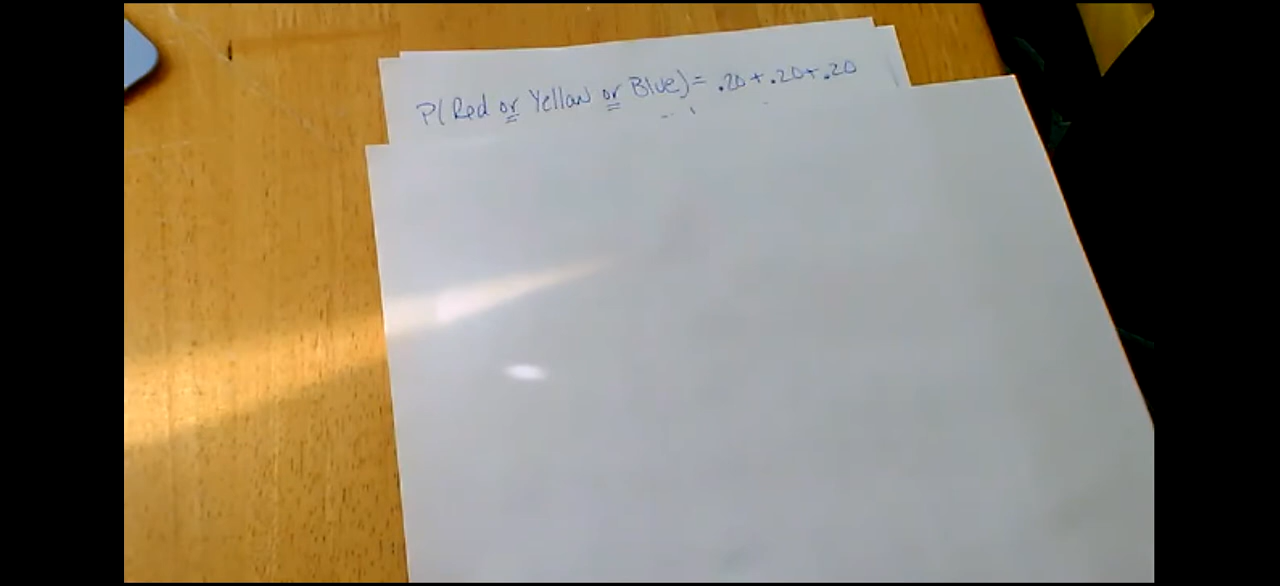 P(Red or Yellow or Blue) = .20 + .20 + .20